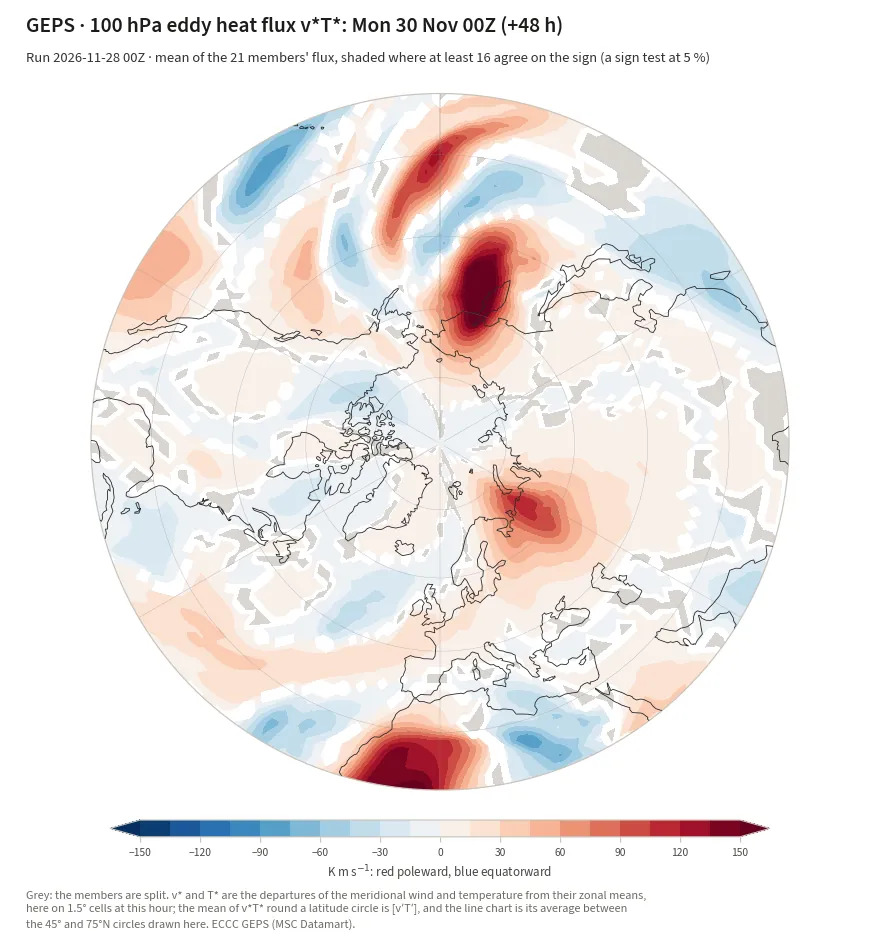 GEPS · 100 hPa eddy heat flux v*T*: Mon 30 Nov 00Z (+48 h)
Run 2026-11-28 00Z · mean of the 21 members' flux, shaded where at least 16 agree on the sign (a sign test at 5 %)
−150 −120 −90 −60 −30 0 30 60 90 120 150
K m s⁻¹: red poleward, blue equatorward
Grey: the members are split. v* and T* are the departures of the meridional wind and temperature from their zonal means,
here on 1.5° cells at this hour; the mean of v*T* round a latitude circle is [v'T'], and the line chart is its average between
the 45° and 75°N circles drawn here. ECCC GEPS (MSC Datamart).